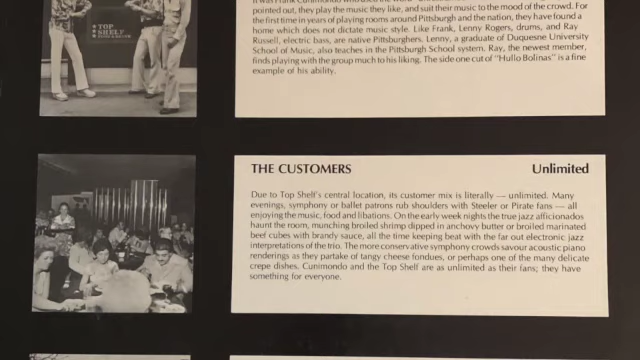 TOP
SHELF
pointed out, they play the music they like, and suit their music to the mood of the crowd. For
the first time in years of playing rooms around Pittsburgh and the nation, they have found a
home which does not dictate music style. Like Frank, Lenny Rogers, drums, and Ray
Russell, electric bass, are native Pittsburghers. Lenny, a graduate of Duquesne University
School of Music, also teaches in the Pittsburgh School system. Ray, the newest member,
finds playing with the group much to his liking. The side one cut of "Hullo Bolinas" is a fine
example of his ability.
THE CUSTOMERS Unlimited
Due to Top Shelf's central location, its customer mix is literally — unlimited. Many
evenings, symphony or ballet patrons rub shoulders with Steeler or Pirate fans — all
enjoying the music, food and libations. On the early week nights the true jazz afficionados
haunt the room, munching broiled shrimp dipped in anchovy butter or broiled marinated
beef cubes with brandy sauce, all the time keeping beat with the far out electronic jazz
interpretations of the trio. The more conservative symphony crowds savour acoustic piano
renderings as they partake of tangy cheese fondues, or perhaps one of the many delicate
crepe dishes. Cunimondo and the Top Shelf are as unlimited as their fans; they have
something for everyone.